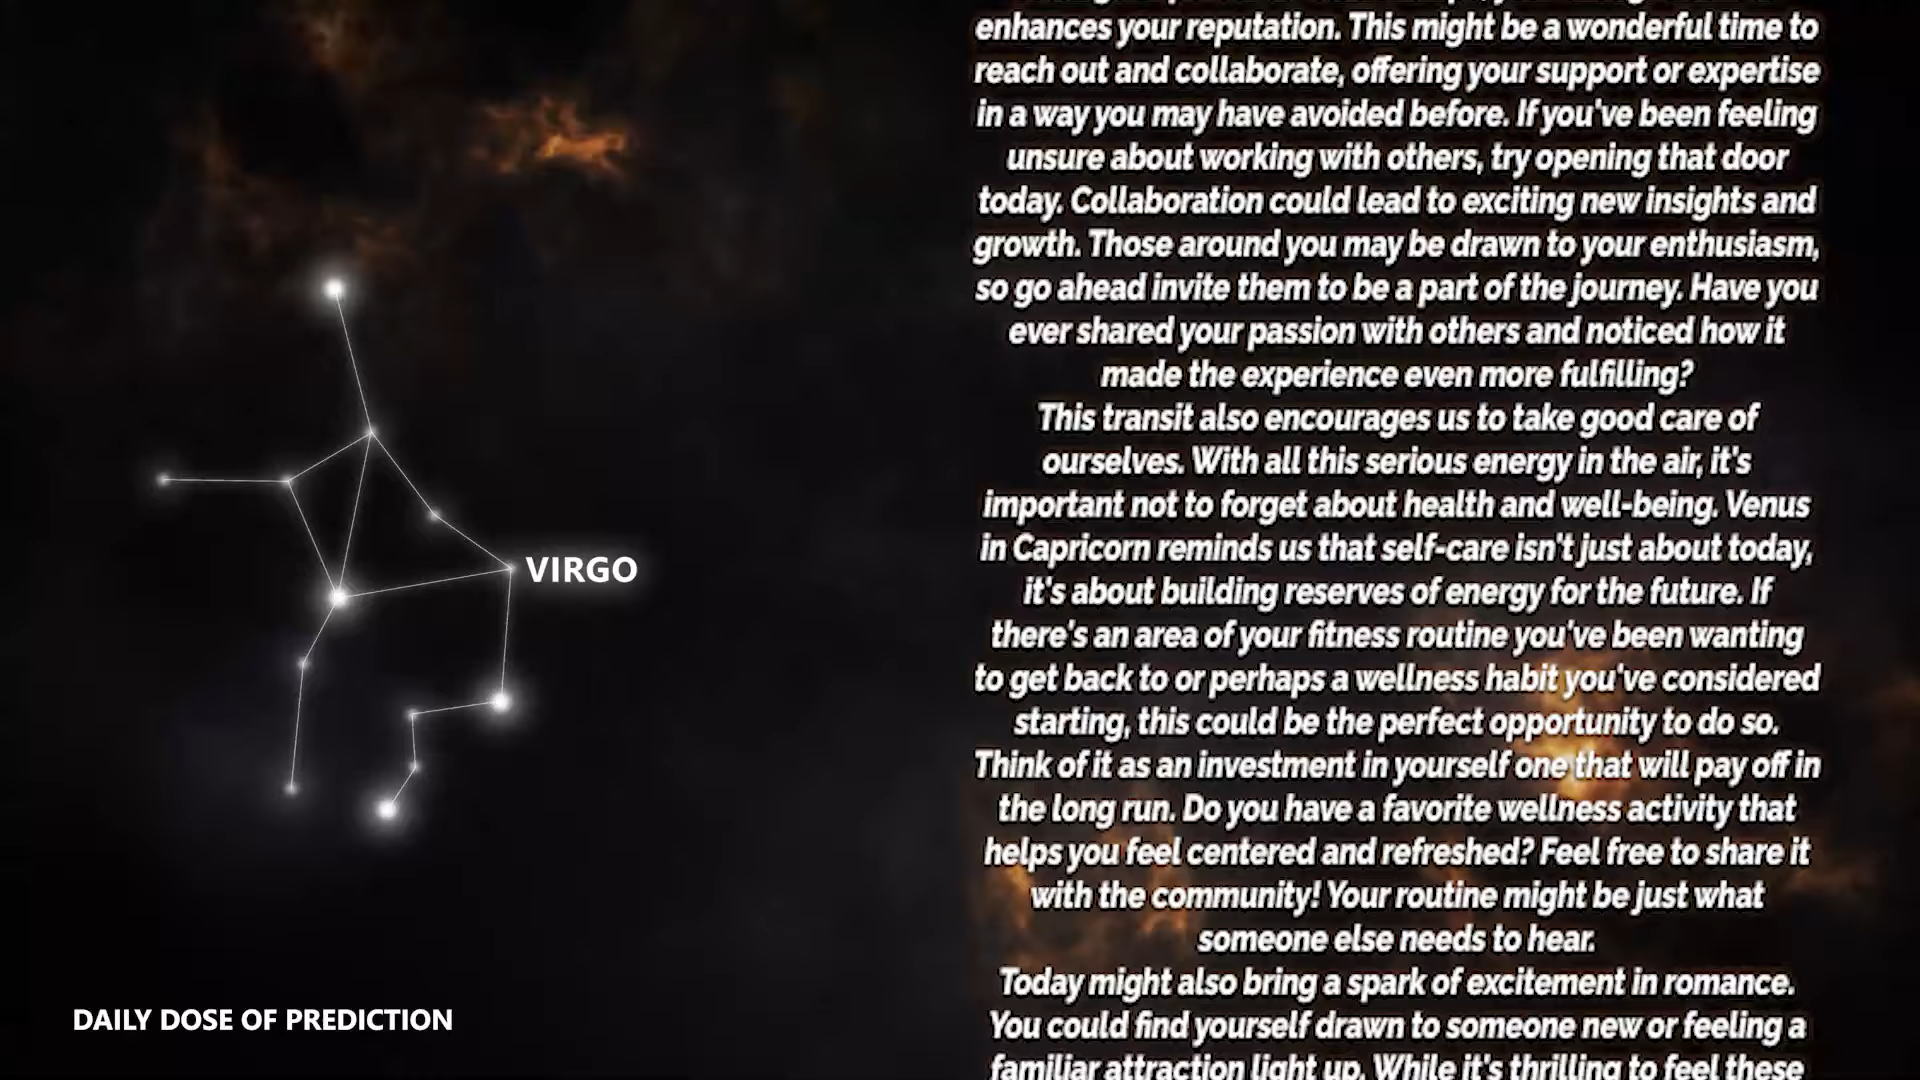 enhances your reputation. This might be a wonderful time to
reach out and collaborate, offering your support or expertise
in a way you may have avoided before. If you've been feeling
unsure about working with others, try opening that door
today. Collaboration could lead to exciting new insights and
growth. Those around you may be drawn to your enthusiasm,
so go ahead invite them to be a part of the journey. Have you
ever shared your passion with others and noticed how it
made the experience even more fulfilling?
This transit also encourages us to take good care of
ourselves. With all this serious energy in the air, it's
important not to forget about health and well-being. Venus
in Capricorn reminds us that self-care isn't just about today,
it's about building reserves of energy for the future. If
there's an area of your fitness routine you've been wanting
to get back to or perhaps a wellness habit you've considered
starting, this could be the perfect opportunity to do so.
Think of it as an investment in yourself one that will pay off in
the long run. Do you have a favorite wellness activity that
helps you feel centered and refreshed? Feel free to share it
with the community! Your routine might be just what
someone else needs to hear.
Today might also bring a spark of excitement in romance.
You could find yourself drawn to someone new or feeling a
familiar attraction light up. While it's thrilling to feel these
VIRGO
DAILY DOSE OF PREDICTION